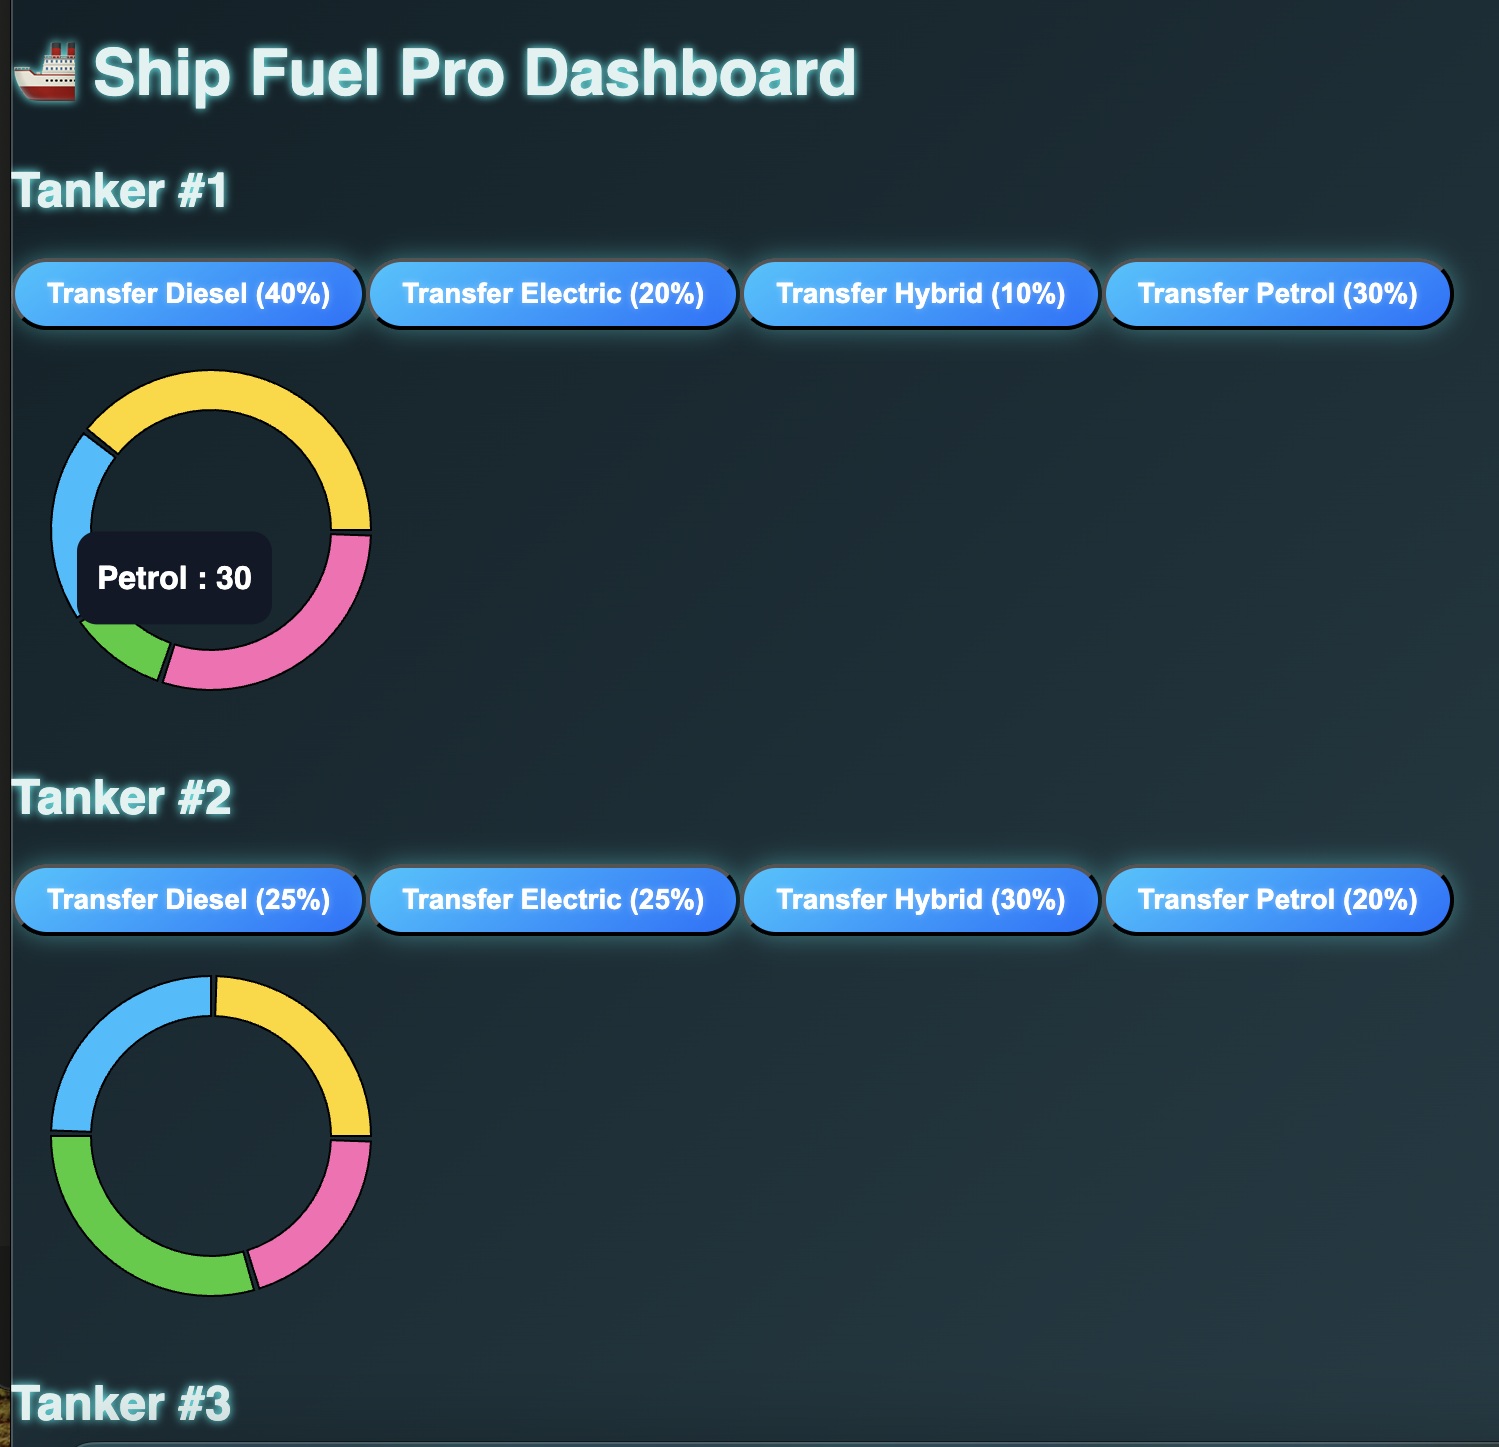 Ship Fuel Pro Dashboard
Tanker #1
Transfer Diesel (40%) Transfer Electric (20%) Transfer Hybrid (10%) Transfer Petrol (30%)
Petrol : 30
Tanker #2
Transfer Diesel (25%) Transfer Electric (25%) Transfer Hybrid (30%) Transfer Petrol (20%)
Tanker #3